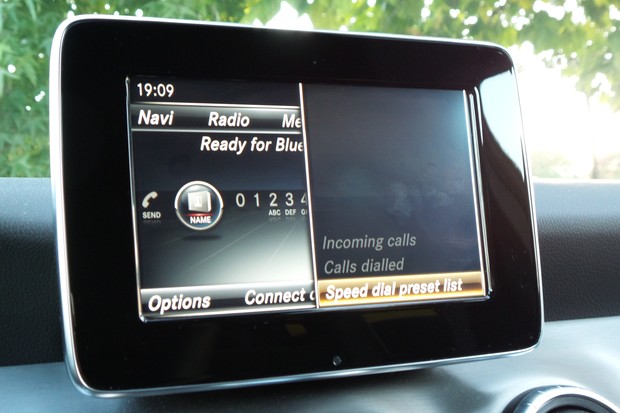 19:09
Navi Radio Me
Ready for Blue
SEND NAME 0 1 2 3 4
ABC DEF G
Options Connect
Incoming calls
Calls dialled
Speed dial preset list